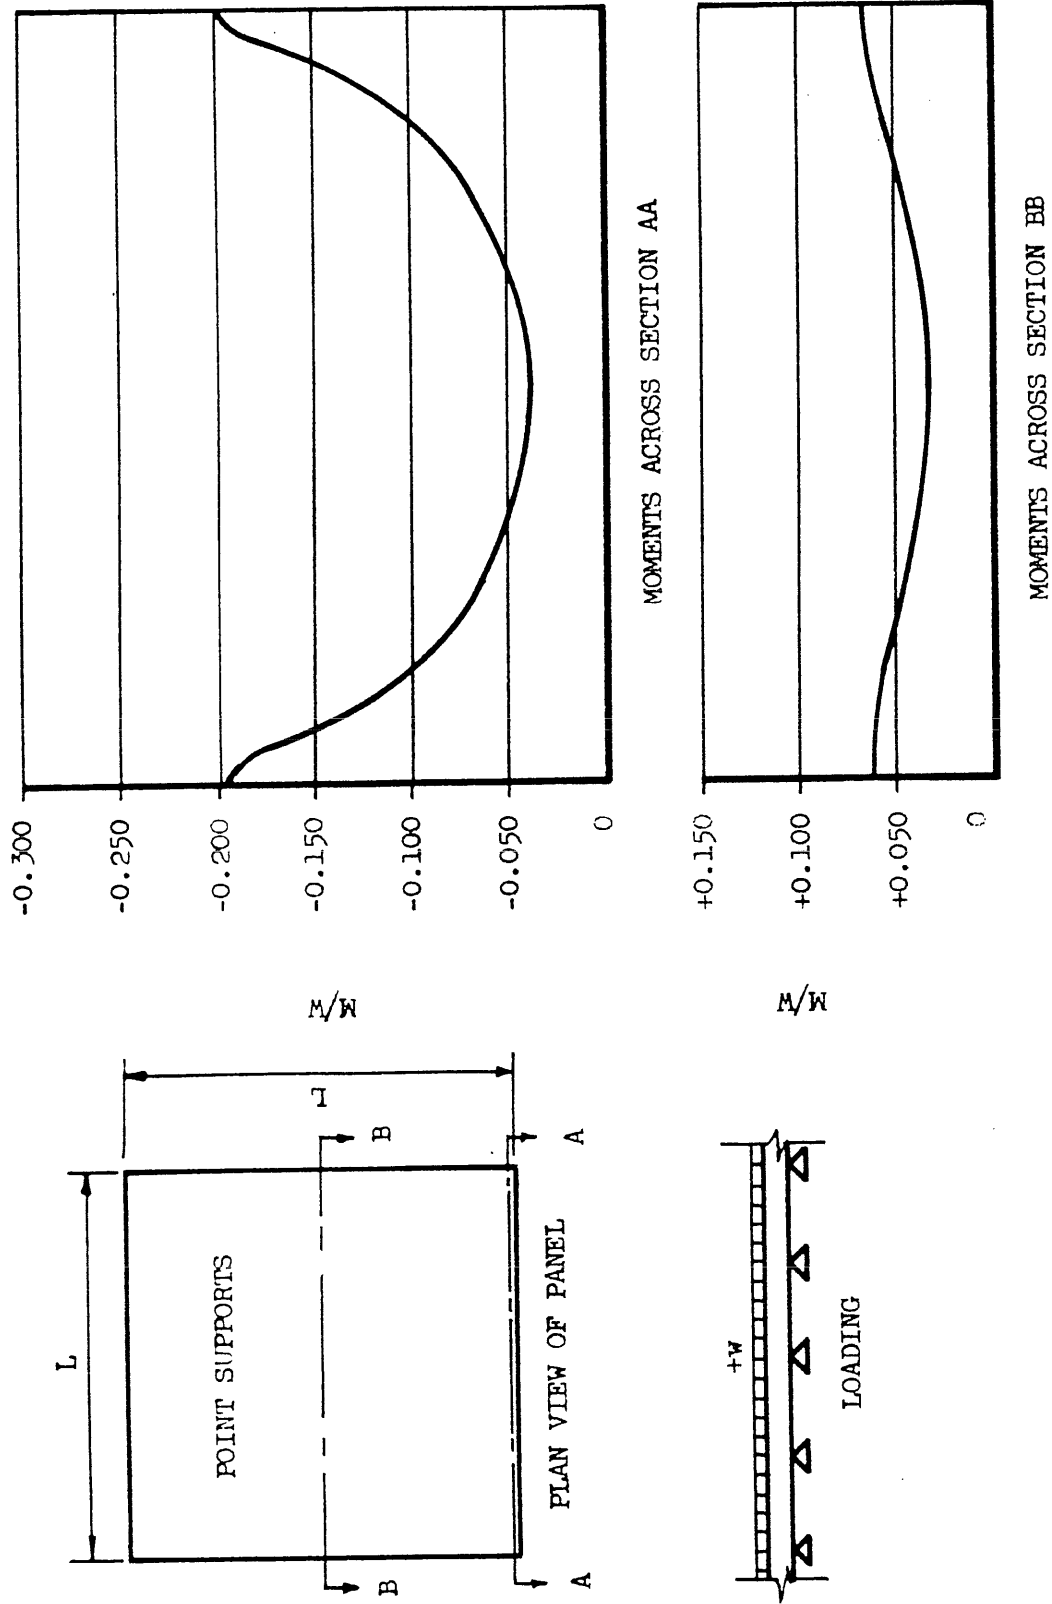 L
POINT SUPPORTS
L
B
B
A
A
PLAN VIEW OF PANEL
+w
LOADING
M/W
-0.300
-0.250
-0.200
-0.150
-0.100
-0.050
0
MOMENTS ACROSS SECTION AA
M/W
+0.150
+0.100
+0.050
0
MOMENTS ACROSS SECTION BB